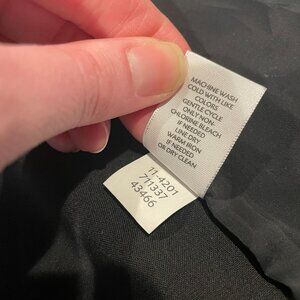 MACHINE WASH
COLD WITH LIKE
COLORS
GENTLE CYCLE
ONLY NON-
CHLORINE BLEACH
IF NEEDED
LINE DRY
WARM IRON
IF NEEDED
OR DRY CLEAN
11-4201
711337
43466